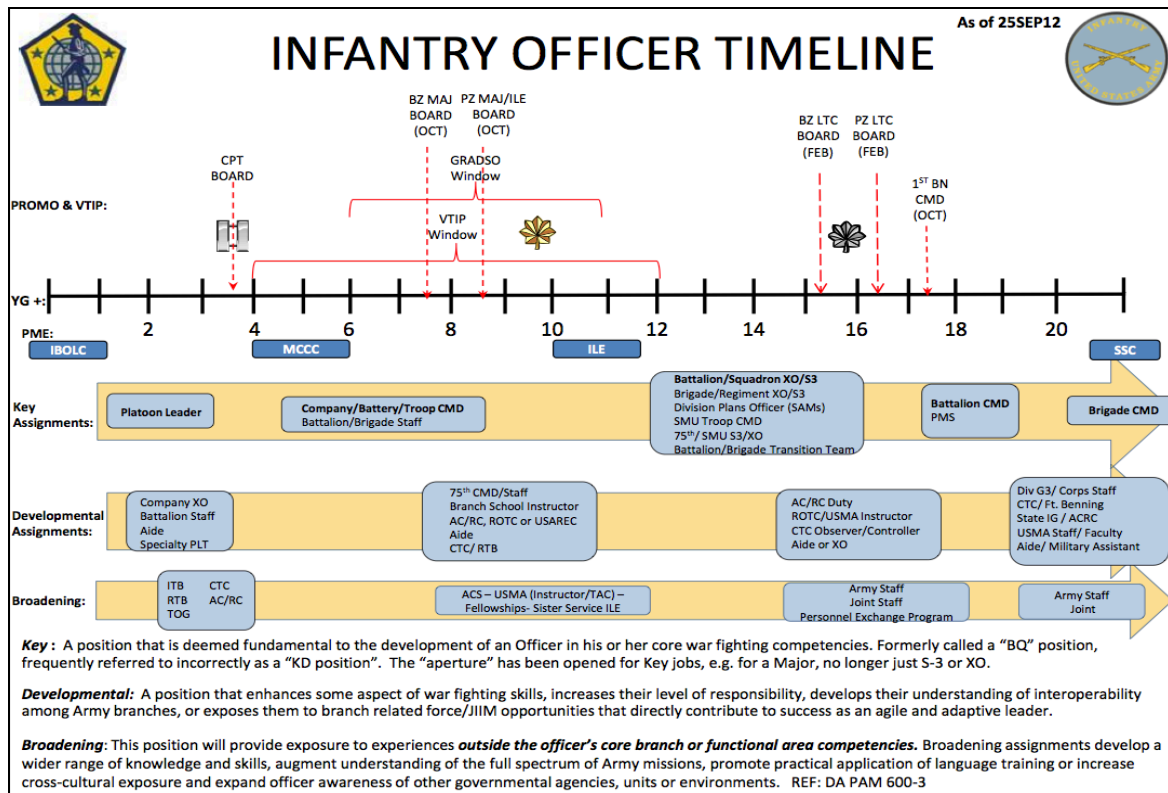 As of 25SEP12
INFANTRY OFFICER TIMELINE
INFANTRY
UNITED STATES ARMY
BZ MAJ
BOARD
(OCT)
PZ MAJ/ILE
BOARD
(OCT)
BZ LTC
BOARD
(FEB)
PZ LTC
BOARD
(FEB)
CPT
BOARD
GRADSO
Window
1ST BN
CMD
(OCT)
PROMO & VTIP:
VTIP
Window
YG +:
PME:
2
4
6
8
10
12
14
16
18
20
IBOLC
MCCC
ILE
SSC
Key
Assignments:
Platoon Leader
Company/Battery/Troop CMD
Battalion/Brigade Staff
Battalion/Squadron XO/S3
Brigade/Regiment XO/S3
Division Plans Officer (SAMs)
SMU Troop CMD
75th/ SMU S3/XO
Battalion/Brigade Transition Team
Battalion CMD
PMS
Brigade CMD
Developmental
Assignments:
Company XO
Battalion Staff
Aide
Specialty PLT
75th CMD/Staff
Branch School Instructor
AC/RC, ROTC or USAREC
Aide
CTC/ RTB
AC/RC Duty
ROTC/USMA Instructor
CTC Observer/Controller
Aide or XO
Div G3/ Corps Staff
CTC/ Ft. Benning
State IG / ACRC
USMA Staff/ Faculty
Aide/ Military Assistant
Broadening:
ITB CTC
RTB AC/RC
TOG
ACS – USMA (Instructor/TAC) –
Fellowships- Sister Service ILE
Army Staff
Joint Staff
Personnel Exchange Program
Army Staff
Joint
Key : A position that is deemed fundamental to the development of an Officer in his or her core war fighting competencies. Formerly called a “BQ” position,
frequently referred to incorrectly as a “KD position”. The “aperture” has been opened for Key jobs, e.g. for a Major, no longer just S-3 or XO.
Developmental: A position that enhances some aspect of war fighting skills, increases their level of responsibility, develops their understanding of interoperability
among Army branches, or exposes them to branch related force/JIIM opportunities that directly contribute to success as an agile and adaptive leader.
Broadening: This position will provide exposure to experiences outside the officer’s core branch or functional area competencies. Broadening assignments develop a
wider range of knowledge and skills, augment understanding of the full spectrum of Army missions, promote practical application of language training or increase
cross-cultural exposure and expand officer awareness of other governmental agencies, units or environments. REF: DA PAM 600-3